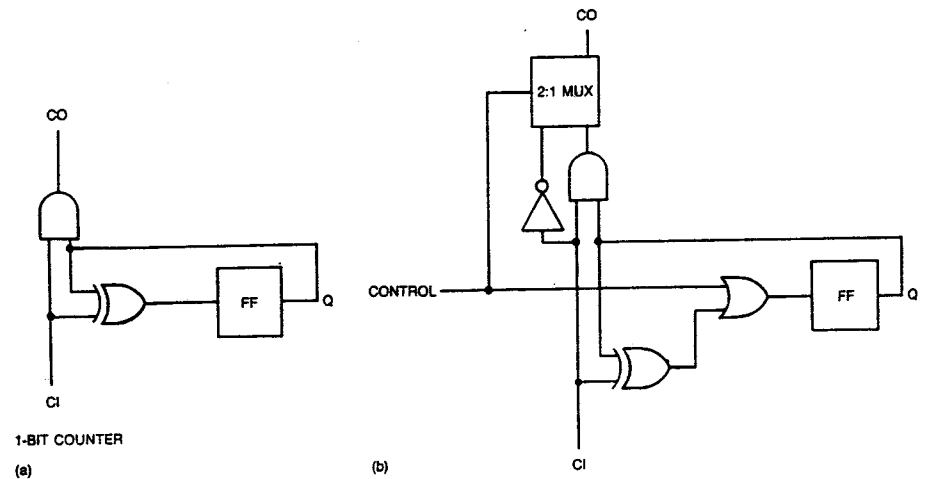 CO
FF
Q
CI
1-BIT COUNTER
(a)
CO
2:1 MUX
CONTROL
FF
Q
CI
(b)